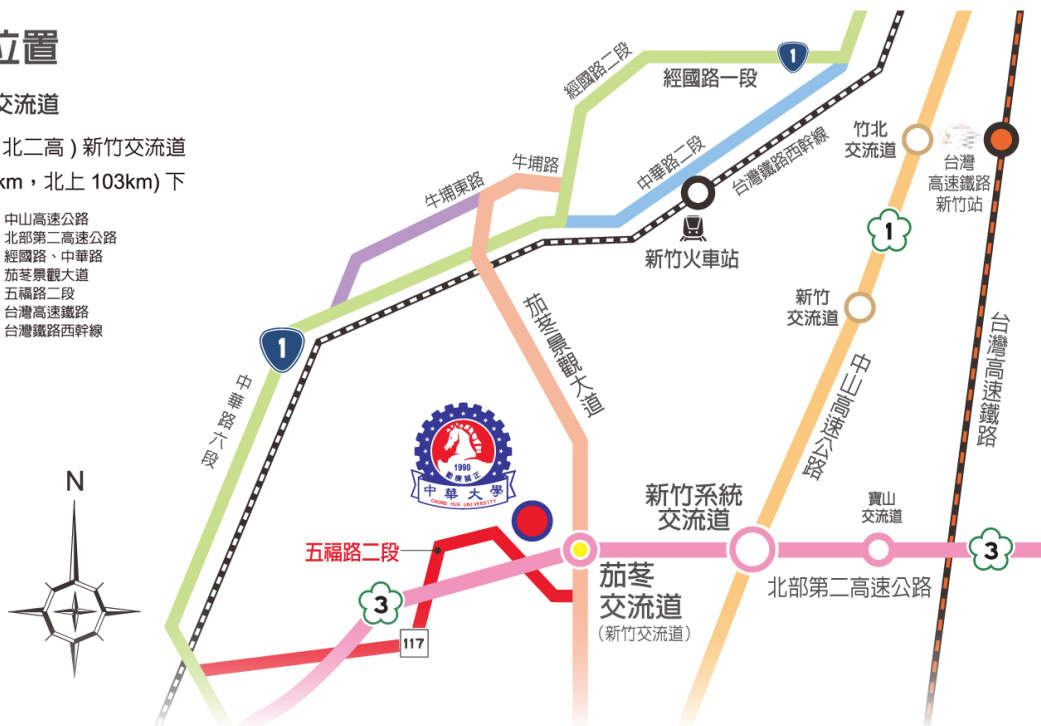 位置
交流道
北二高 ) 新竹交流道
km，北上 103km) 下
中山高速公路
北部第二高速公路
經國路、中華路
茄苳景觀大道
五福路二段
台灣高速鐵路
台灣鐵路西幹線
經國路二段
經國路一段
1
牛埔路
牛埔東路
中華路二段
台灣鐵路西幹線
新竹火車站
竹北
交流道
台灣
高速鐵路
新竹站
1
新竹
交流道
茄苳景觀大道
中山高速公路
台灣高速鐵路
1
中華路六段
1990
勤樸誠正
中華大學
CHUNG HUA UNIVERSITY
N
五福路二段
新竹系統
交流道
寶山
交流道
3
北部第二高速公路
茄苳
交流道
(新竹交流道)
3
117